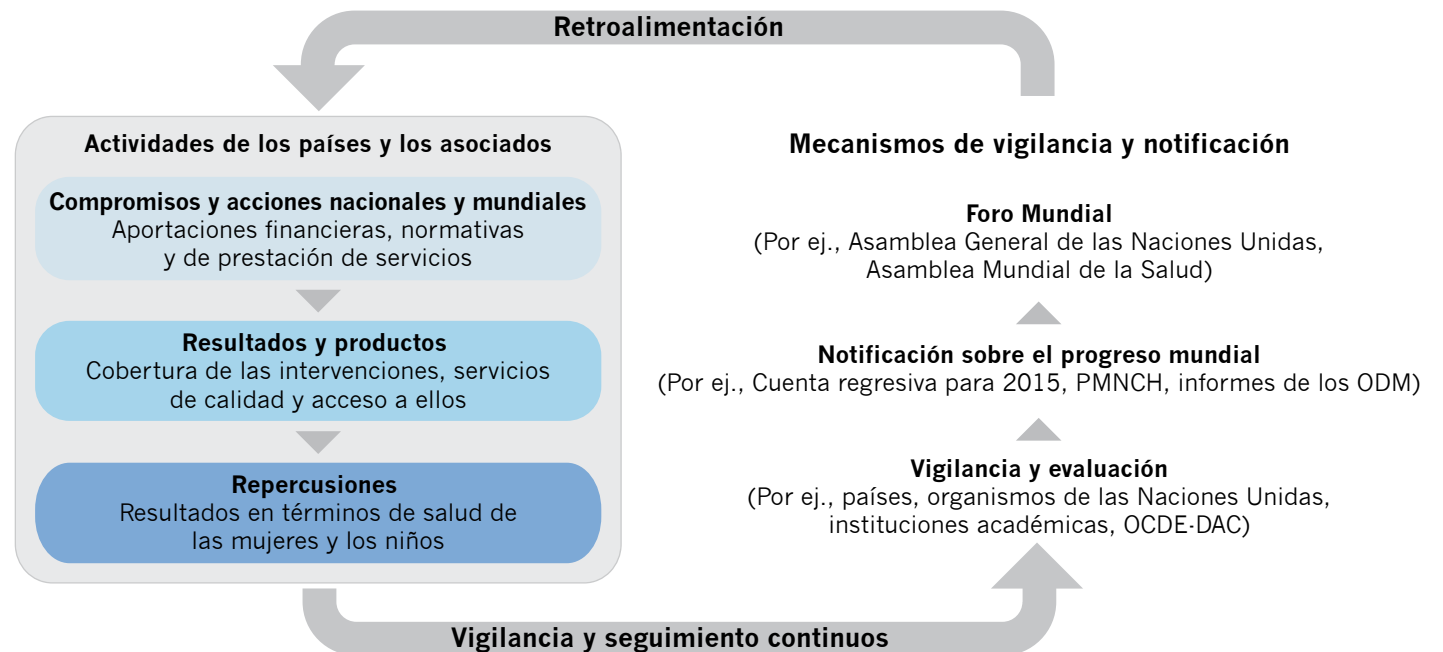 Retroalimentación
Actividades de los países y los asociados
Compromisos y acciones nacionales y mundiales
Aportaciones financieras, normativas
y de prestación de servicios
Resultados y productos
Cobertura de las intervenciones, servicios
de calidad y acceso a ellos
Repercusiones
Resultados en términos de salud de
las mujeres y los niños
Mecanismos de vigilancia y notificación
Foro Mundial
(Por ej., Asamblea General de las Naciones Unidas,
Asamblea Mundial de la Salud)
Notificación sobre el progreso mundial
(Por ej., Cuenta regresiva para 2015, PMNCH, informes de los ODM)
Vigilancia y evaluación
(Por ej., países, organismos de las Naciones Unidas,
instituciones académicas, OCDE-DAC)
Vigilancia y seguimiento continuos